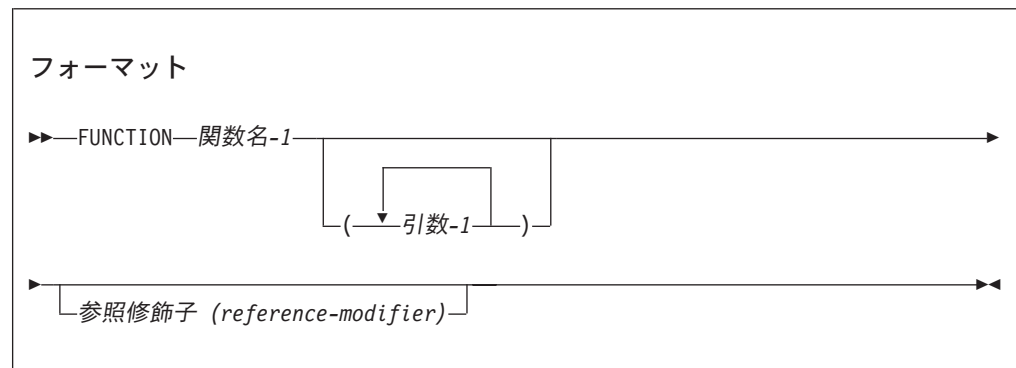 フォーマット
FUNCTION 関数名-1
( 引数-1 )
参照修飾子 (reference-modifier)